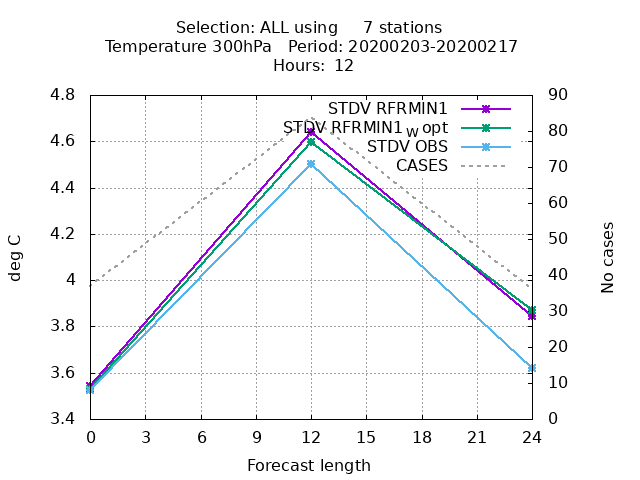 Selection: ALL using     7 stations
Temperature 300hPa   Period: 20200203-20200217
Hours:  12
4.8
4.6
4.4
4.2
4
3.8
3.6
3.4
deg C
90
80
70
60
50
40
30
20
10
0
No cases
STDV RFRMIN1
STDV RFRMIN1w opt
STDV OBS
CASES
0 3 6 9 12 15 18 21 24
Forecast length